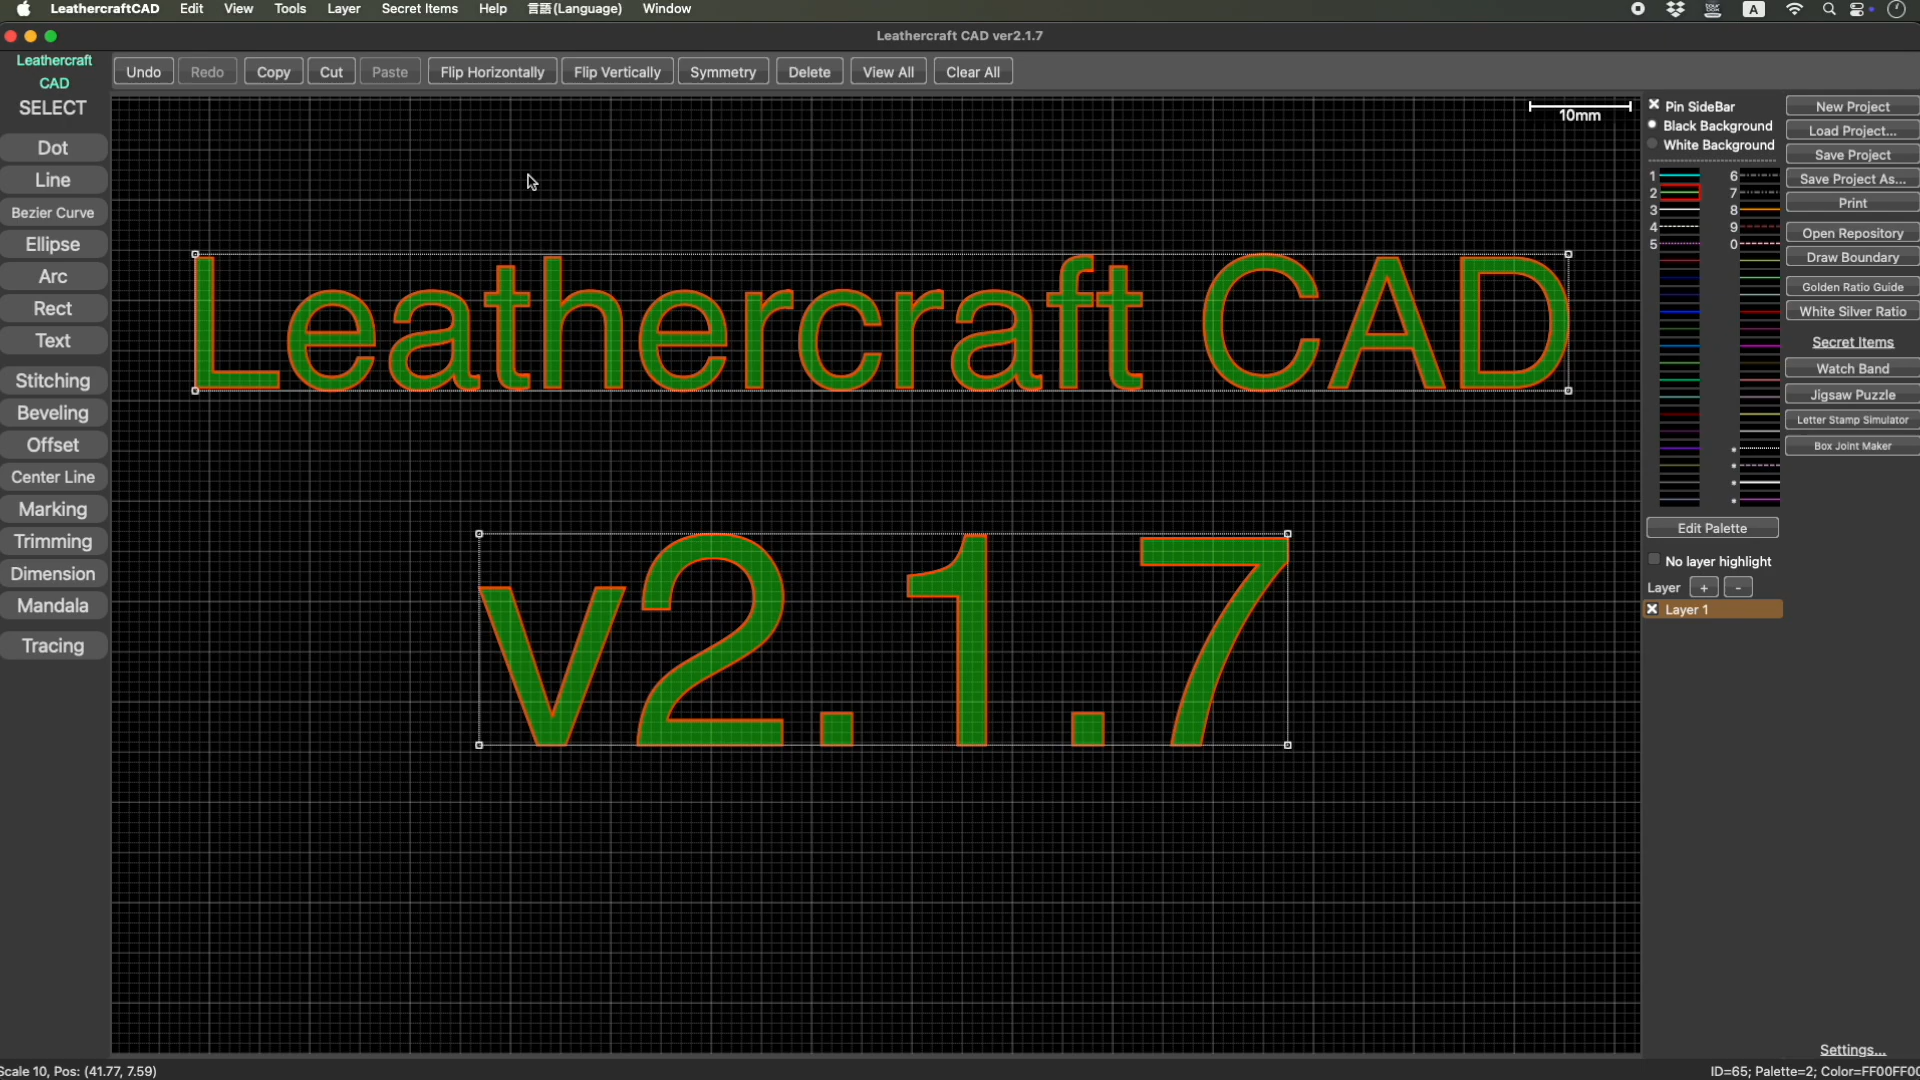 LeathercraftCAD Edit View Tools Layer Secret Items Help 言語(Language) Window A
Leathercraft CAD ver2.1.7
Leathercraft
CAD
SELECT
Undo Redo Copy Cut Paste Flip Horizontally Flip Vertically Symmetry Delete View All Clear All
Dot
Line
Bezier Curve
Ellipse
Arc
Rect
Text
Stitching
Beveling
Offset
Center Line
Marking
Trimming
Dimension
Mandala
Tracing
10mm
Leathercraft CAD
v2.1.7
Pin SideBar
Black Background
White Background
1 6
2 7
3 8
4 9
5 0
Edit Palette
No layer highlight
Layer + -
Layer 1
New Project
Load Project...
Save Project
Save Project As...
Print
Open Repository
Draw Boundary
Golden Ratio Guide
White Silver Ratio
Secret Items
Watch Band
Jigsaw Puzzle
Letter Stamp Simulator
Box Joint Maker
Settings...
Scale 10, Pos: (41.77, 7.59)
ID=65; Palette=2; Color=FF00FF00